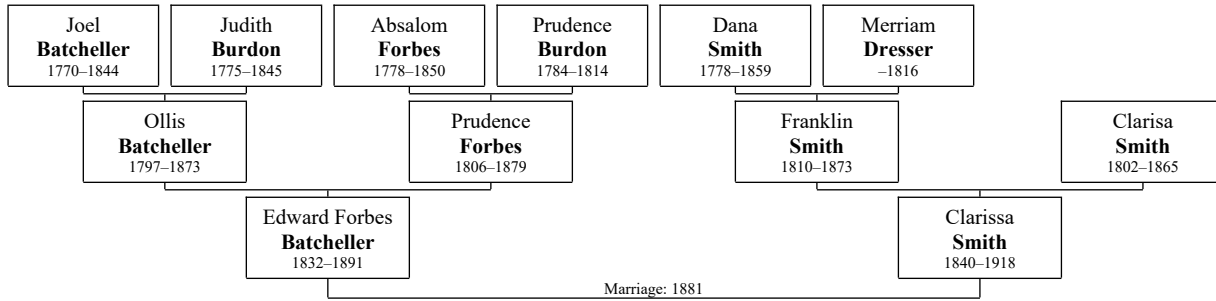 Joel
Batcheller
1770–1844
Judith
Burdon
1775–1845
Absalom
Forbes
1778–1850
Prudence
Burdon
1784–1814
Dana
Smith
1778–1859
Merriam
Dresser
–1816
Ollis
Batcheller
1797–1873
Prudence
Forbes
1806–1879
Franklin
Smith
1810–1873
Clarisa
Smith
1802–1865
Edward Forbes
Batcheller
1832–1891
Clarissa
Smith
1840–1918
Marriage: 1881